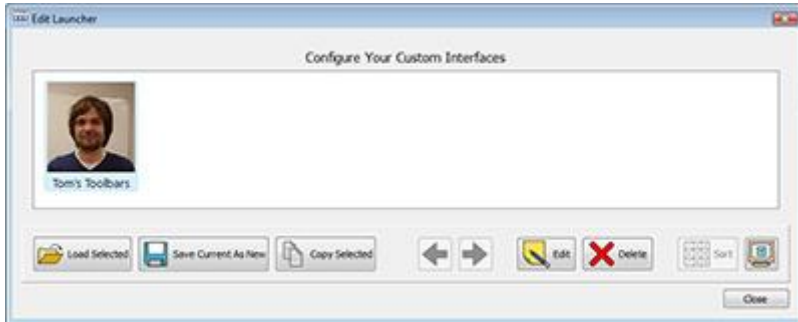 Edit Launcher
Configure Your Custom Interfaces
Tom's Toolbars
Load Selected
Save Current As New
Copy Selected
Edit
Delete
Sort
Close